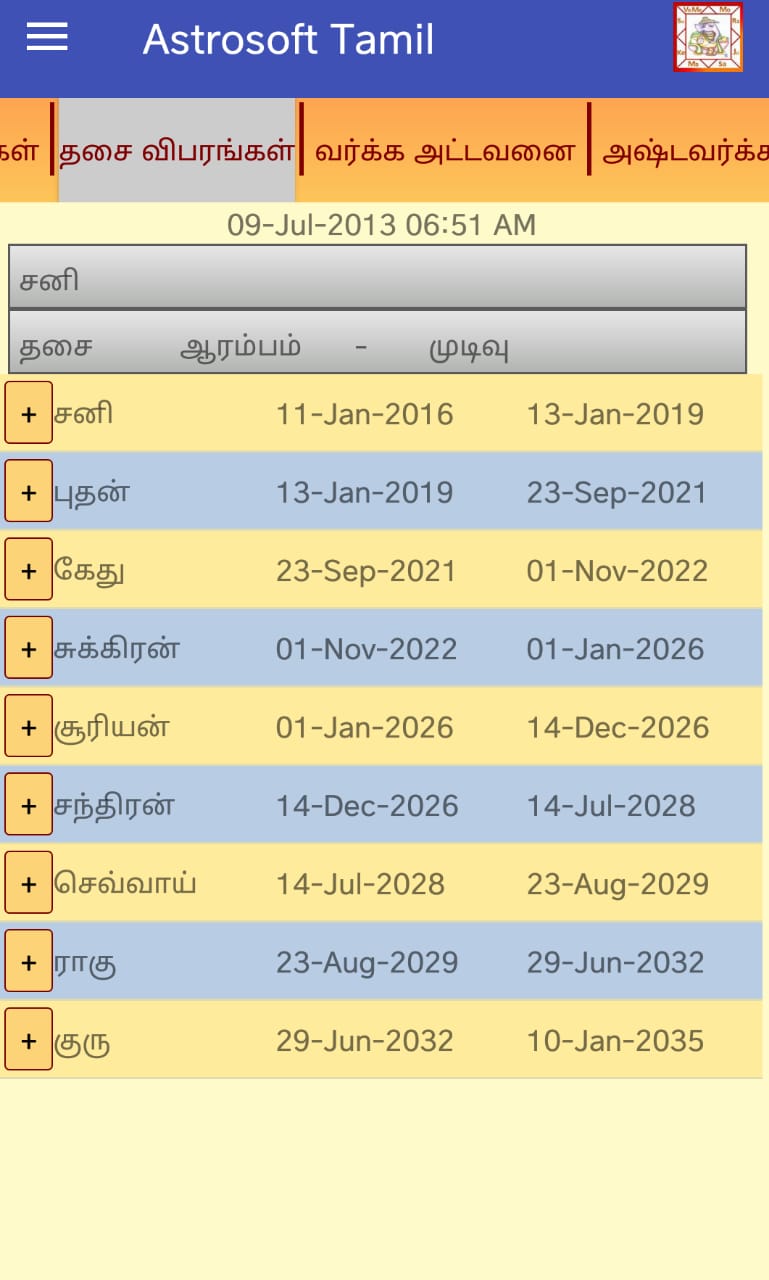 Astrosoft Tamil
கள் தசை விபரங்கள் வர்க்க அட்டவனை அஷ்டவர்க்க
09-Jul-2013 06:51 AM
சனி
தசை ஆரம்பம் - முடிவு
+ சனி 11-Jan-2016 13-Jan-2019
+ புதன் 13-Jan-2019 23-Sep-2021
+ கேது 23-Sep-2021 01-Nov-2022
+ சுக்கிரன் 01-Nov-2022 01-Jan-2026
+ சூரியன் 01-Jan-2026 14-Dec-2026
+ சந்திரன் 14-Dec-2026 14-Jul-2028
+ செவ்வாய் 14-Jul-2028 23-Aug-2029
+ ராகு 23-Aug-2029 29-Jun-2032
+ குரு 29-Jun-2032 10-Jan-2035